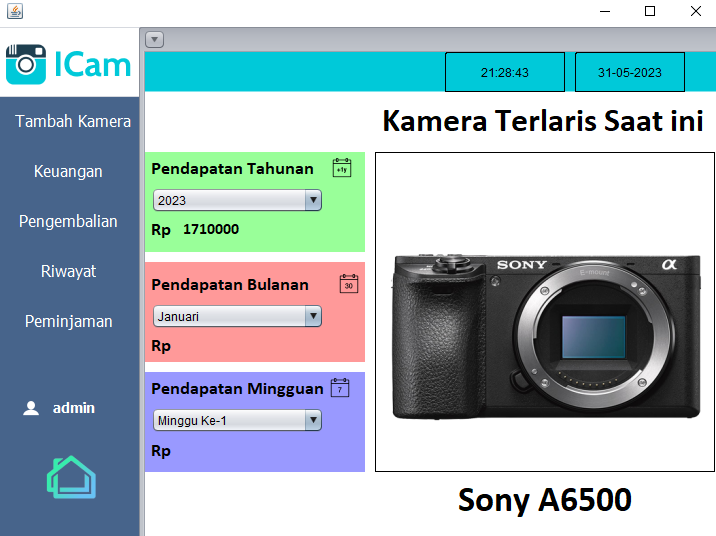 ICam
21:28:43
31-05-2023
Tambah Kamera
Keuangan
Pengembalian
Riwayat
Peminjaman
admin
Pendapatan Tahunan
+1y
2023
Rp 1710000
Pendapatan Bulanan
30
Januari
Rp
Pendapatan Mingguan
7
Minggu Ke-1
Rp
Kamera Terlaris Saat ini
SONY
α
E-mount
Sony A6500